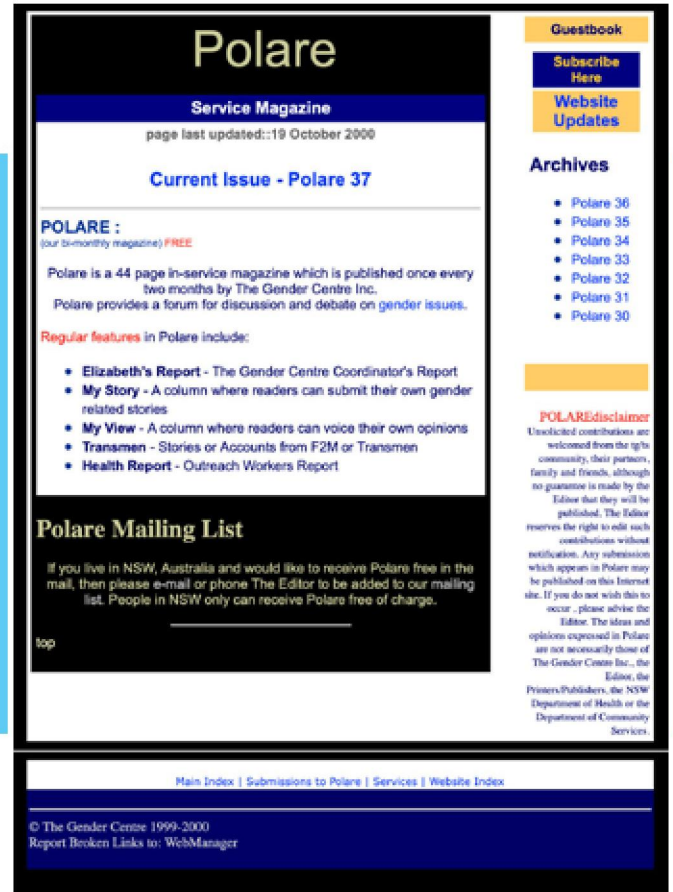 Polare
Service Magazine
page last updated::19 October 2000
Current Issue - Polare 37
POLARE :
(our bi-monthly magazine) FREE
Polare is a 44 page in-service magazine which is published once every
two months by The Gender Centre Inc.
Polare provides a forum for discussion and debate on gender issues.
Regular features in Polare include:
• Elizabeth's Report - The Gender Centre Coordinator's Report
• My Story - A column where readers can submit their own gender
related stories
• My View - A column where readers can voice their own opinions
• Transmen - Stories or Accounts from F2M or Transmen
• Health Report - Outreach Workers Report
Polare Mailing List
If you live in NSW, Australia and would like to receive Polare free in the
mail, then please e-mail or phone The Editor to be added to our mailing
list. People in NSW only can receive Polare free of charge.
top
Guestbook
Subscribe
Here
Website
Updates
Archives
• Polare 36
• Polare 35
• Polare 34
• Polare 33
• Polare 32
• Polare 31
• Polare 30
POLAREdisclaimer
Unsolicited contributions are
welcomed from the tg/ts
community, their partners,
family and friends, although
no guarantee is made by the
Editor that they will be
published. The Editor
reserves the right to edit such
contributions without
notification. Any submission
which appears in Polare may
be published on this Internet
site. If you do not wish this to
occur , please advise the
Editor. The ideas and
opinions expressed in Polare
are not necessarily those of
The Gender Centre Inc., the
Editor, the
Printers/Publishers, the NSW
Department of Health or the
Department of Community
Services.
Main Index | Submissions to Polare | Services | Website Index
© The Gender Centre 1999-2000
Report Broken Links to: WebManager